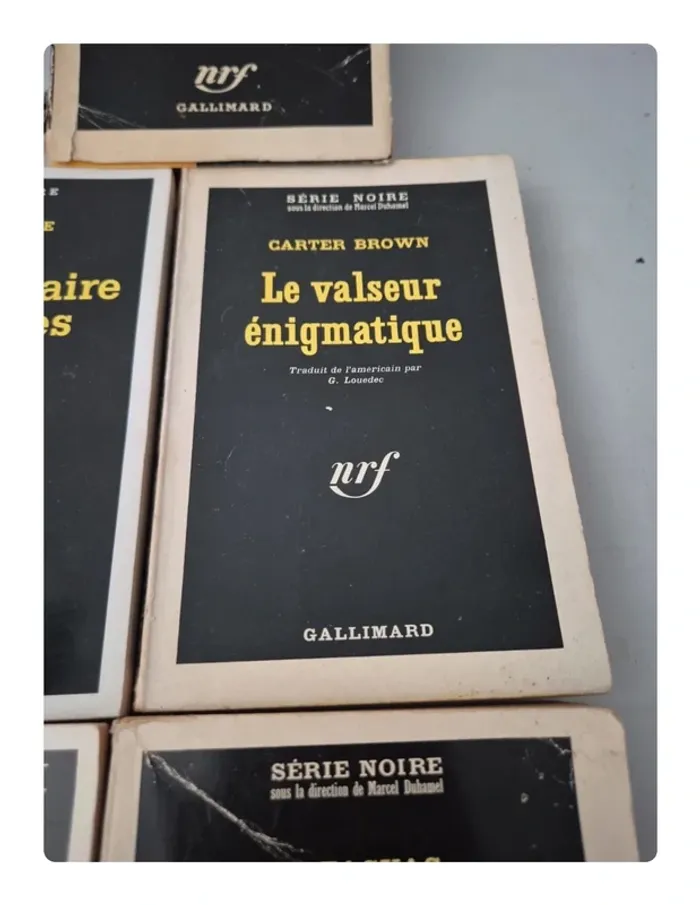 nrf
GALLIMARD
SÉRIE NOIRE
sous la direction de Marcel Duhamel
CARTER BROWN
Le valseur
énigmatique
Traduit de l'américain par
G. Louedec
nrf
GALLIMARD
aire
es
SÉRIE NOIRE
sous la direction de Marcel Duhamel